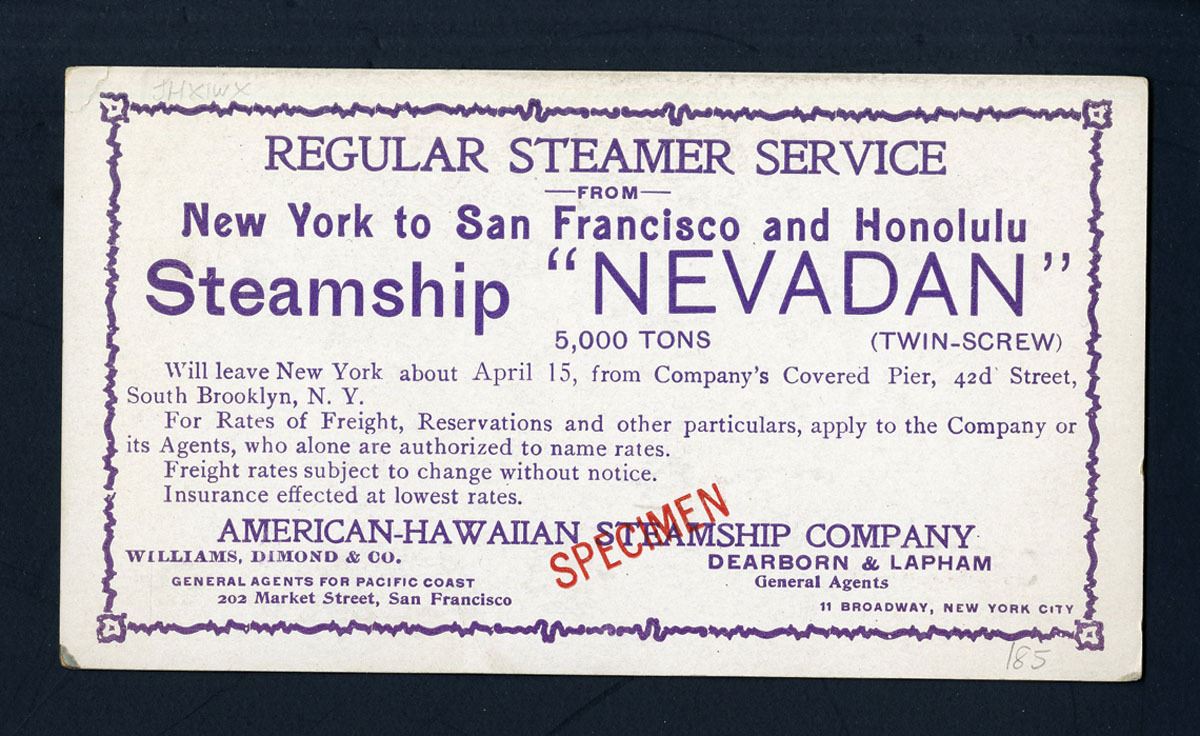 JHXIWX
REGULAR STEAMER SERVICE
—FROM—
New York to San Francisco and Honolulu
Steamship "NEVADAN"
5,000 TONS (TWIN-SCREW)
Will leave New York about April 15, from Company's Covered Pier, 42d Street,
South Brooklyn, N. Y.
For Rates of Freight, Reservations and other particulars, apply to the Company or
its Agents, who alone are authorized to name rates.
Freight rates subject to change without notice.
Insurance effected at lowest rates.
SPECIMEN
AMERICAN-HAWAIIAN STEAMSHIP COMPANY
WILLIAMS, DIMOND & CO.
GENERAL AGENTS FOR PACIFIC COAST
202 Market Street, San Francisco
DEARBORN & LAPHAM
General Agents
11 BROADWAY, NEW YORK CITY
185